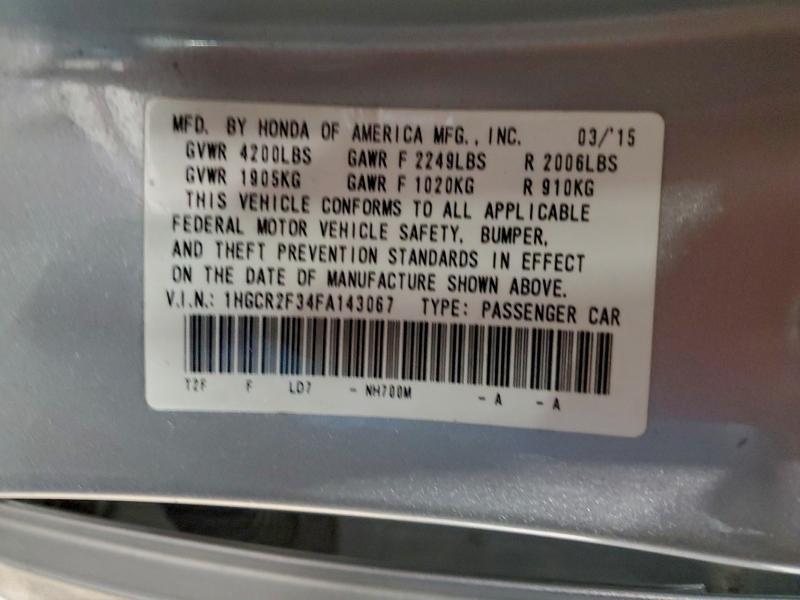 MFD. BY HONDA OF AMERICA MFG., INC. 03/'15
GVWR 4200LBS GAWR F 2249LBS R 2006LBS
GVWR 1905KG GAWR F 1020KG R 910KG
THIS VEHICLE CONFORMS TO ALL APPLICABLE
FEDERAL MOTOR VEHICLE SAFETY, BUMPER,
AND THEFT PREVENTION STANDARDS IN EFFECT
ON THE DATE OF MANUFACTURE SHOWN ABOVE.
V.I.N.: 1HGCR2F34FA143067 TYPE: PASSENGER CAR
T2F F LD7 - NH700M - A - A